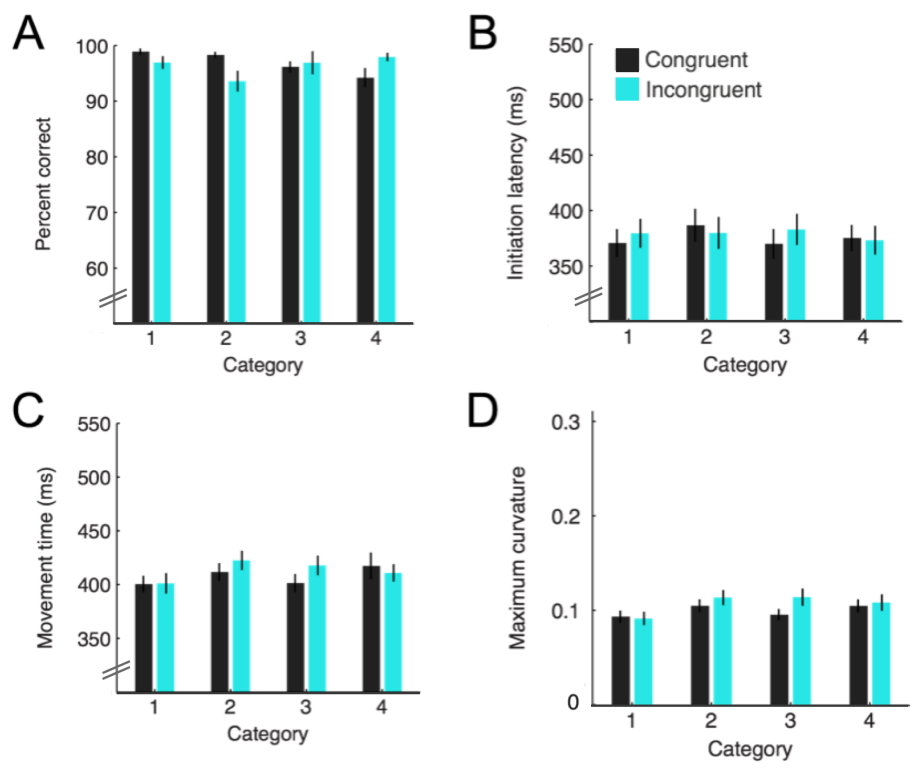 A
100
90
80
70
60
Percent correct
1 2 3 4
Category
B
550
500
450
400
350
Initiation latency (ms)
Congruent
Incongruent
1 2 3 4
Category
C
550
500
450
400
350
Movement time (ms)
1 2 3 4
Category
D
0.3
0.2
0.1
0
Maximum curvature
1 2 3 4
Category